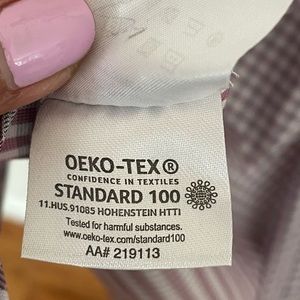 OEKO-TEX®
CONFIDENCE IN TEXTILES
STANDARD 100
11.HUS.91085 HOHENSTEIN HTTI
Tested for harmful substances.
www.oeko-tex.com/standard100
AA# 219113